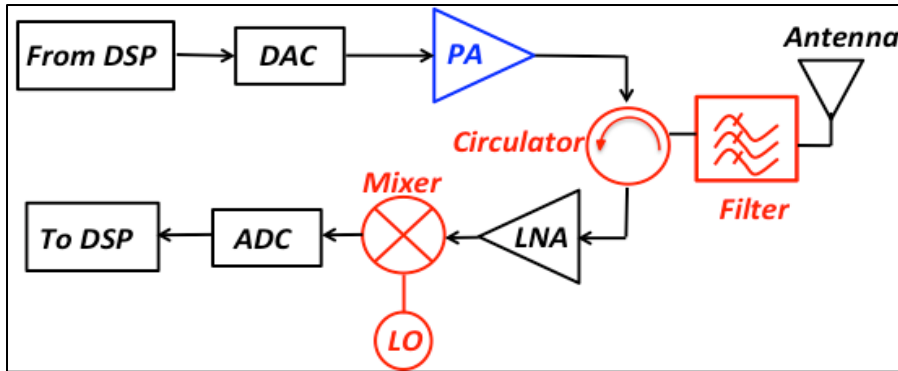 From DSP
DAC
PA
Antenna
Circulator
Filter
Mixer
To DSP
ADC
LNA
LO